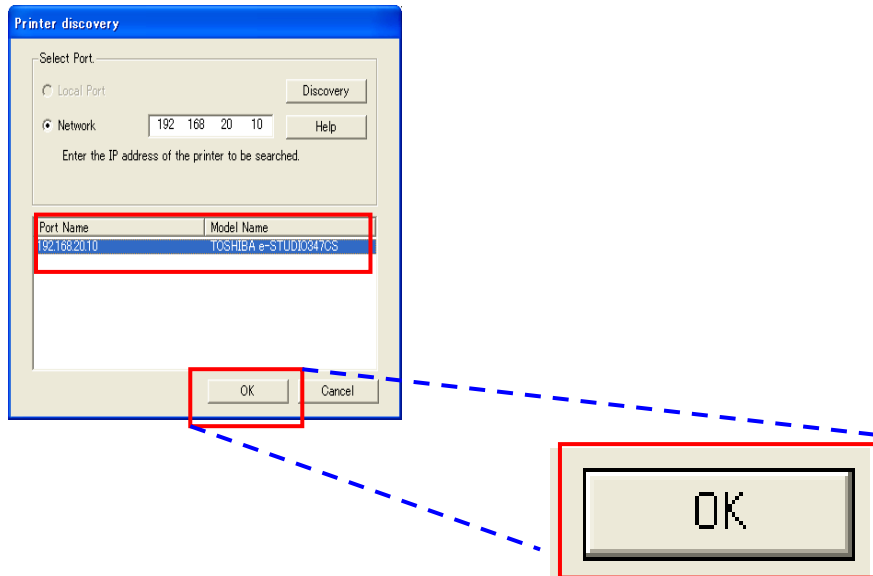 Printer discovery
Select Port.
Local Port Discovery
Network 192 168 20 10 Help
Enter the IP address of the printer to be searched.
Port Name Model Name
192.168.20.10 TOSHIBA e-STUDIO347CS
OK Cancel
OK